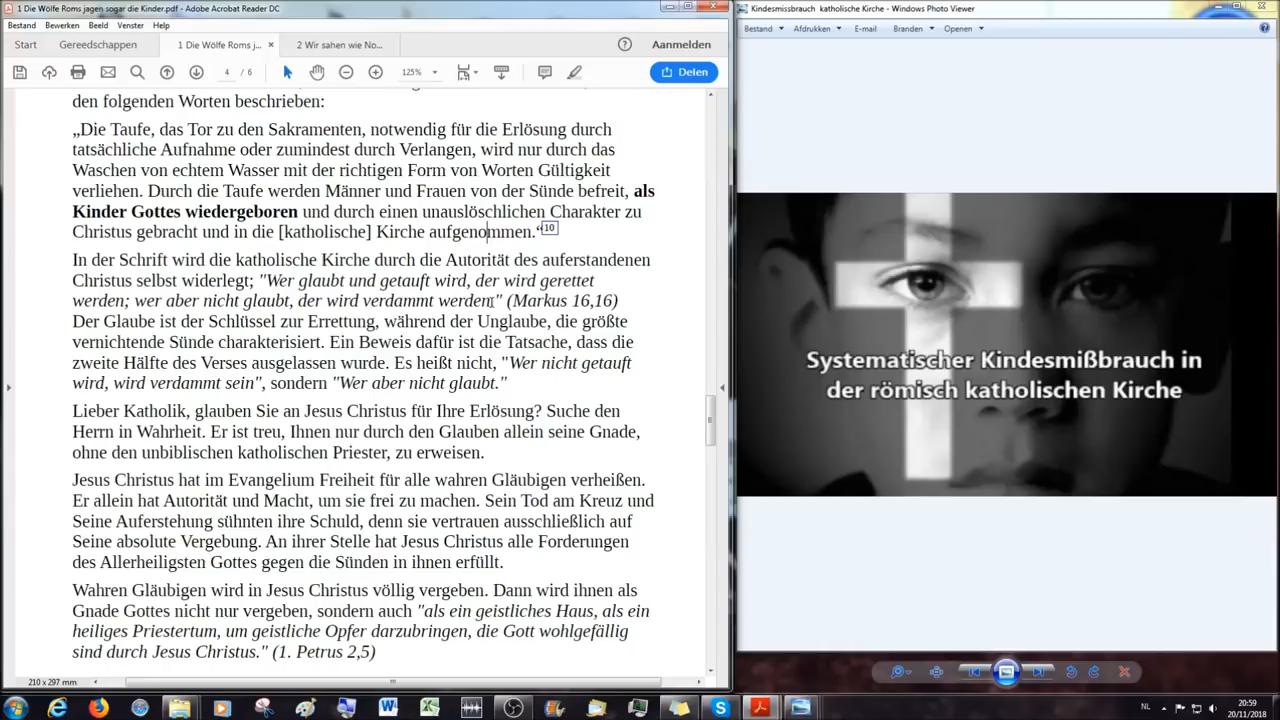 1 Die Wölfe Roms jagen sogar die Kinder.pdf - Adobe Acrobat Reader DC
Bestand Bewerken Beeld Venster Help
Start Gereedschappen 1 Die Wölfe Roms j... × 2 Wir sahen wie No... Aanmelden
4 / 6 125% Delen
den folgenden Worten beschrieben:
„Die Taufe, das Tor zu den Sakramenten, notwendig für die Erlösung durch
tatsächliche Aufnahme oder zumindest durch Verlangen, wird nur durch das
Waschen von echtem Wasser mit der richtigen Form von Worten Gültigkeit
verliehen. Durch die Taufe werden Männer und Frauen von der Sünde befreit, als
Kinder Gottes wiedergeboren und durch einen unauslöschlichen Charakter zu
Christus gebracht und in die [katholische] Kirche aufgenommen.“10
In der Schrift wird die katholische Kirche durch die Autorität des auferstandenen
Christus selbst widerlegt; "Wer glaubt und getauft wird, der wird gerettet
werden; wer aber nicht glaubt, der wird verdammt werden" (Markus 16,16)
Der Glaube ist der Schlüssel zur Errettung, während der Unglaube, die größte
vernichtende Sünde charakterisiert. Ein Beweis dafür ist die Tatsache, dass die
zweite Hälfte des Verses ausgelassen wurde. Es heißt nicht, "Wer nicht getauft
wird, wird verdammt sein", sondern "Wer aber nicht glaubt."
Lieber Katholik, glauben Sie an Jesus Christus für Ihre Erlösung? Suche den
Herrn in Wahrheit. Er ist treu, Ihnen nur durch den Glauben allein seine Gnade,
ohne den unbiblischen katholischen Priester, zu erweisen.
Jesus Christus hat im Evangelium Freiheit für alle wahren Gläubigen verheißen.
Er allein hat Autorität und Macht, um sie frei zu machen. Sein Tod am Kreuz und
Seine Auferstehung sühnten ihre Schuld, denn sie vertrauen ausschließlich auf
Seine absolute Vergebung. An ihrer Stelle hat Jesus Christus alle Forderungen
des Allerheiligsten Gottes gegen die Sünden in ihnen erfüllt.
Wahren Gläubigen wird in Jesus Christus völlig vergeben. Dann wird ihnen als
Gnade Gottes nicht nur vergeben, sondern auch "als ein geistliches Haus, als ein
heiliges Priestertum, um geistliche Opfer darzubringen, die Gott wohlgefällig
sind durch Jesus Christus." (1. Petrus 2,5)
210 x 297 mm
Kindesmissbrauch katholische Kirche - Windows Photo Viewer
Bestand Afdrukken E-mail Branden Openen
Systematischer Kindesmißbrauch in
der römisch katholischen Kirche
NL
20:59
20/11/2018